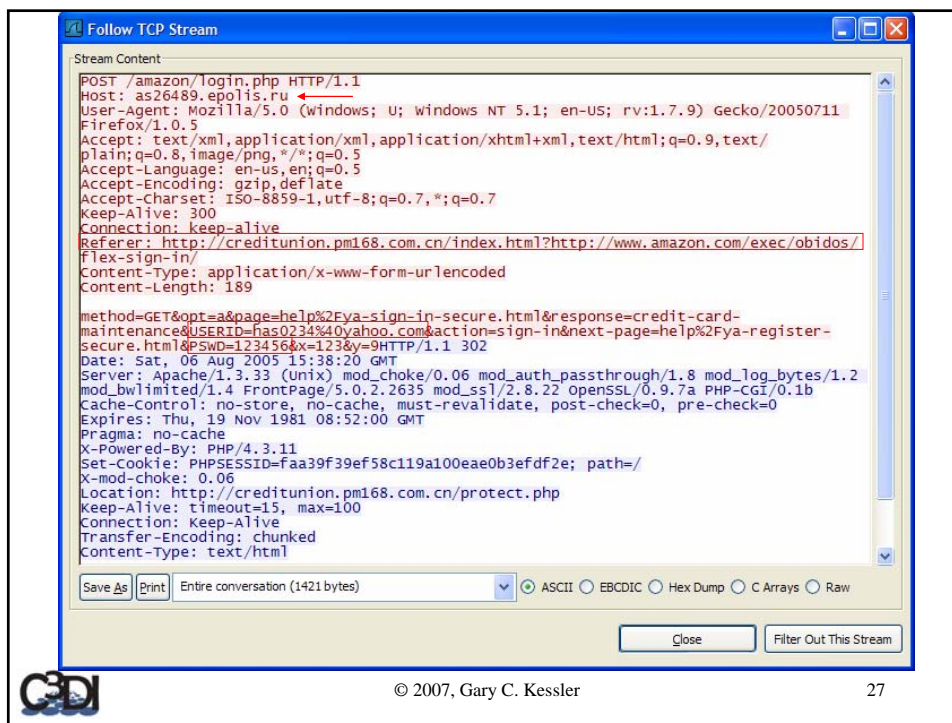 Follow TCP Stream
Stream Content
POST /amazon/login.php HTTP/1.1
Host: as26489.epolis.ru
User-Agent: Mozilla/5.0 (Windows; U; Windows NT 5.1; en-US; rv:1.7.9) Gecko/20050711
Firefox/1.0.5
Accept: text/xml,application/xml,application/xhtml+xml,text/html;q=0.9,text/
plain;q=0.8,image/png,*/*;q=0.5
Accept-Language: en-us,en;q=0.5
Accept-Encoding: gzip,deflate
Accept-Charset: ISO-8859-1,utf-8;q=0.7,*;q=0.7
Keep-Alive: 300
Connection: keep-alive
Referer: http://creditunion.pm168.com.cn/index.html?http://www.amazon.com/exec/obidos/
flex-sign-in/
Content-Type: application/x-www-form-urlencoded
Content-Length: 189
method=GET&opt=a&page=help%2Fya-sign-in-secure.html&response=credit-card-
maintenance&USERID=has0234%40yahoo.com&action=sign-in&next-page=help%2Fya-register-
secure.html&PSWD=123456&x=123&y=9HTTP/1.1 302
Date: Sat, 06 Aug 2005 15:38:20 GMT
Server: Apache/1.3.33 (Unix) mod_choke/0.06 mod_auth_passthrough/1.8 mod_log_bytes/1.2
mod_bwlimited/1.4 FrontPage/5.0.2.2635 mod_ssl/2.8.22 OpenSSL/0.9.7a PHP-CGI/0.1b
Cache-Control: no-store, no-cache, must-revalidate, post-check=0, pre-check=0
Expires: Thu, 19 Nov 1981 08:52:00 GMT
Pragma: no-cache
X-Powered-By: PHP/4.3.11
Set-Cookie: PHPSESSID=faa39f39ef58c119a100eae0b3efdf2e; path=/
X-mod-choke: 0.06
Location: http://creditunion.pm168.com.cn/protect.php
Keep-Alive: timeout=15, max=100
Connection: Keep-Alive
Transfer-Encoding: chunked
Content-Type: text/html
Save As Print Entire conversation (1421 bytes) ASCII EBCDIC Hex Dump C Arrays Raw
Close Filter Out This Stream
C3DI © 2007, Gary C. Kessler 27